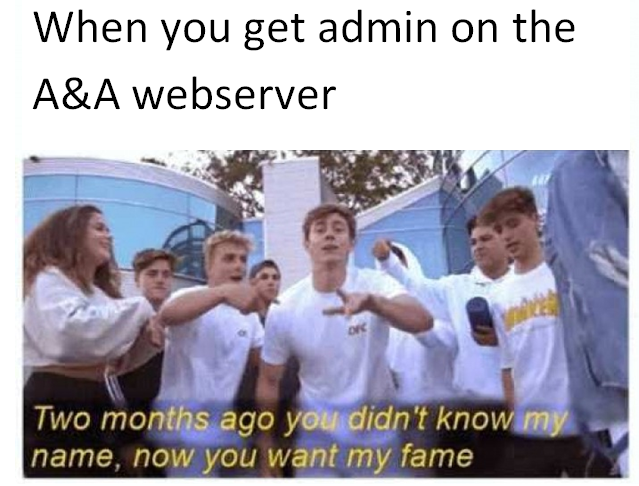 When you get admin on the
A&A webserver
Two months ago you didn't know my
name, now you want my fame